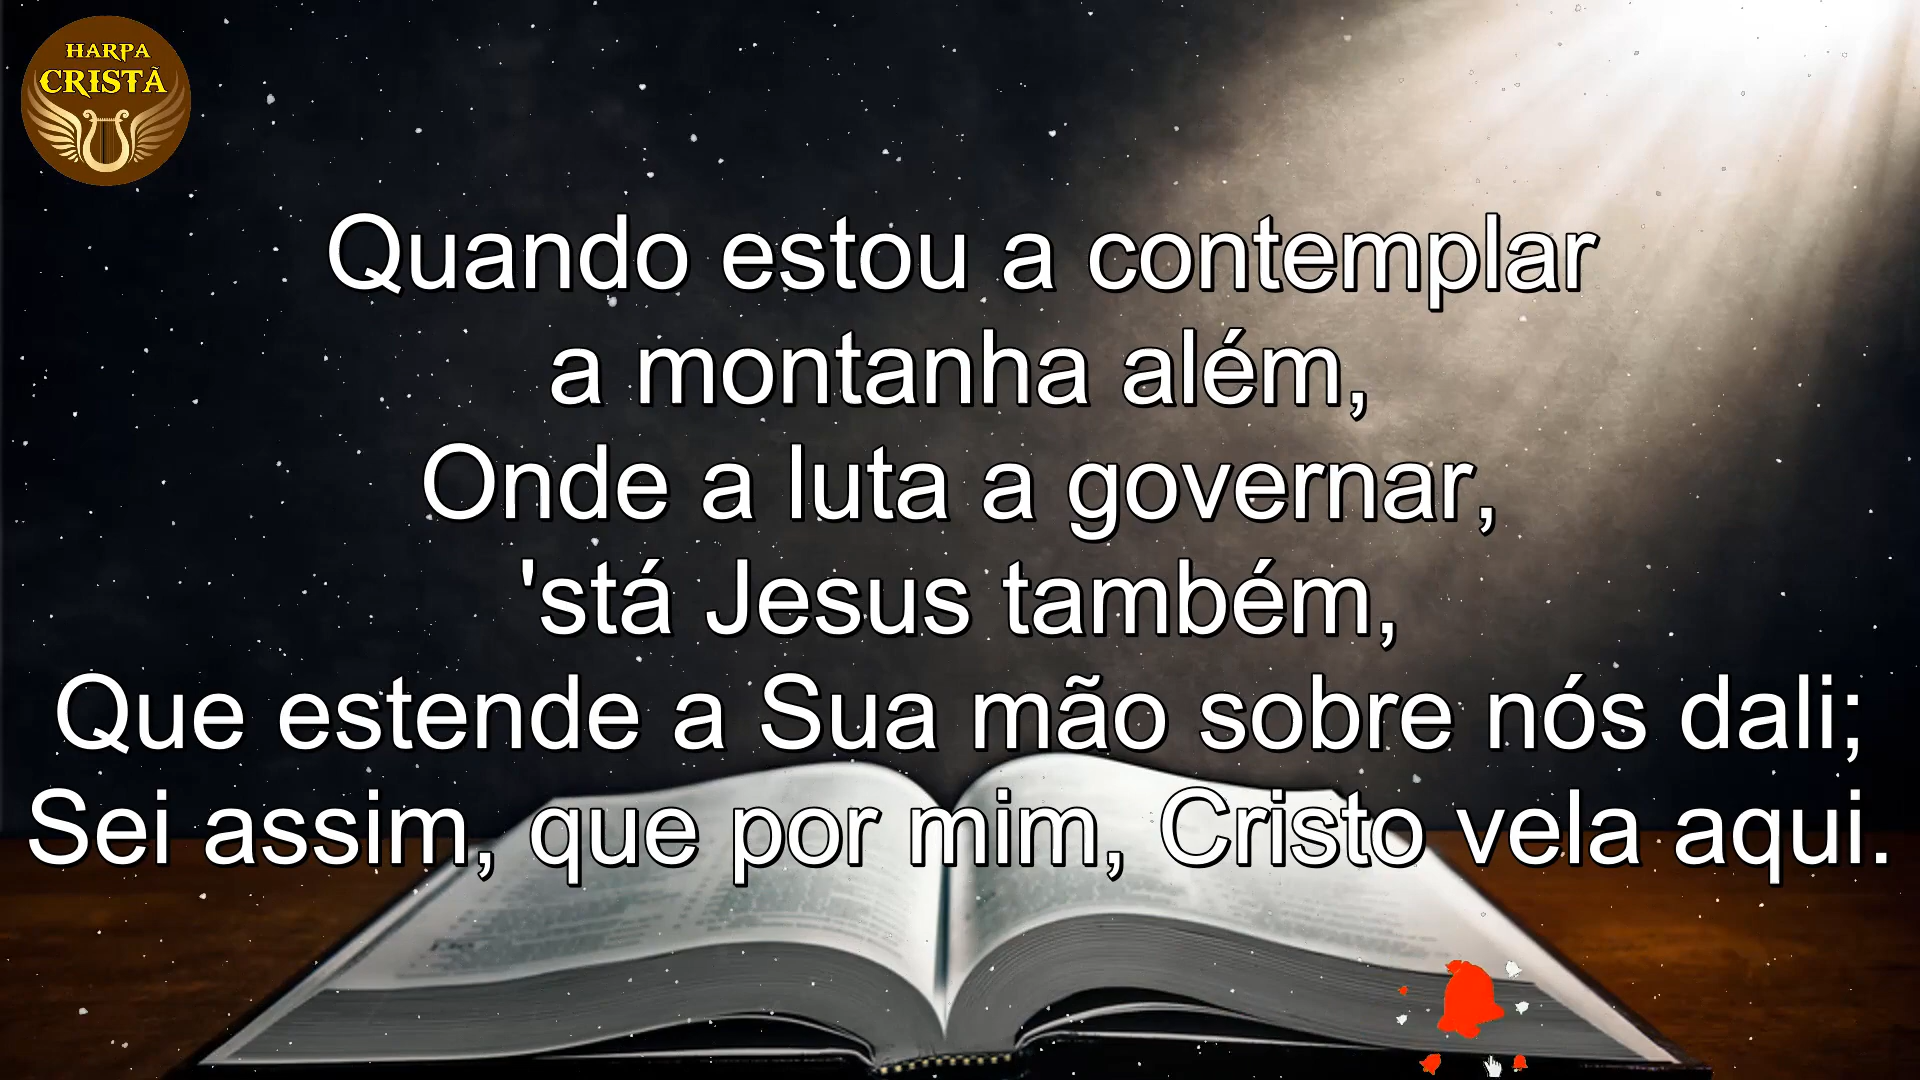 HARPA
CRISTÃ
Quando estou a contemplar
a montanha além,
Onde a luta a governar,
'stá Jesus também,
Que estende a Sua mão sobre nós dali;
Sei assim, que por mim, Cristo vela aqui.